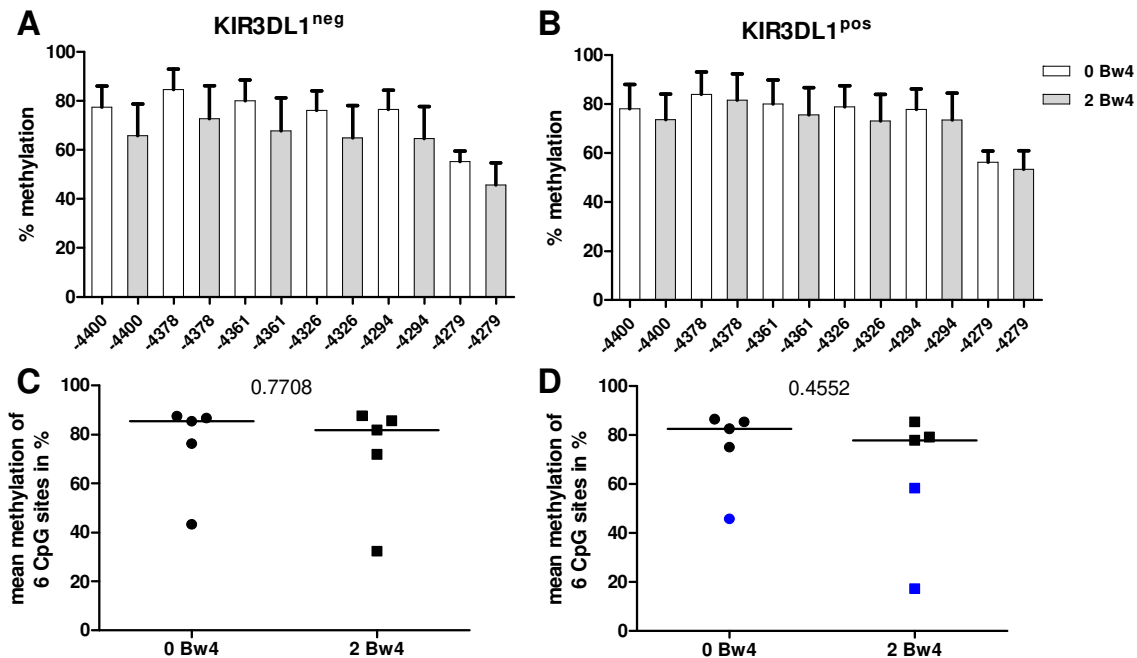 A
KIR3DL1neg
% methylation
100
80
60
40
20
0
-4400
-4400
-4378
-4378
-4361
-4361
-4326
-4326
-4294
-4294
-4279
-4279
B
KIR3DL1pos
% methylation
100
80
60
40
20
0
-4400
-4400
-4378
-4378
-4361
-4361
-4326
-4326
-4294
-4294
-4279
-4279
0 Bw4
2 Bw4
C
0.7708
mean methylation of
6 CpG sites in %
100
80
60
40
20
0
0 Bw4
2 Bw4
D
0.4552
mean methylation of
6 CpG sites in %
100
80
60
40
20
0
0 Bw4
2 Bw4